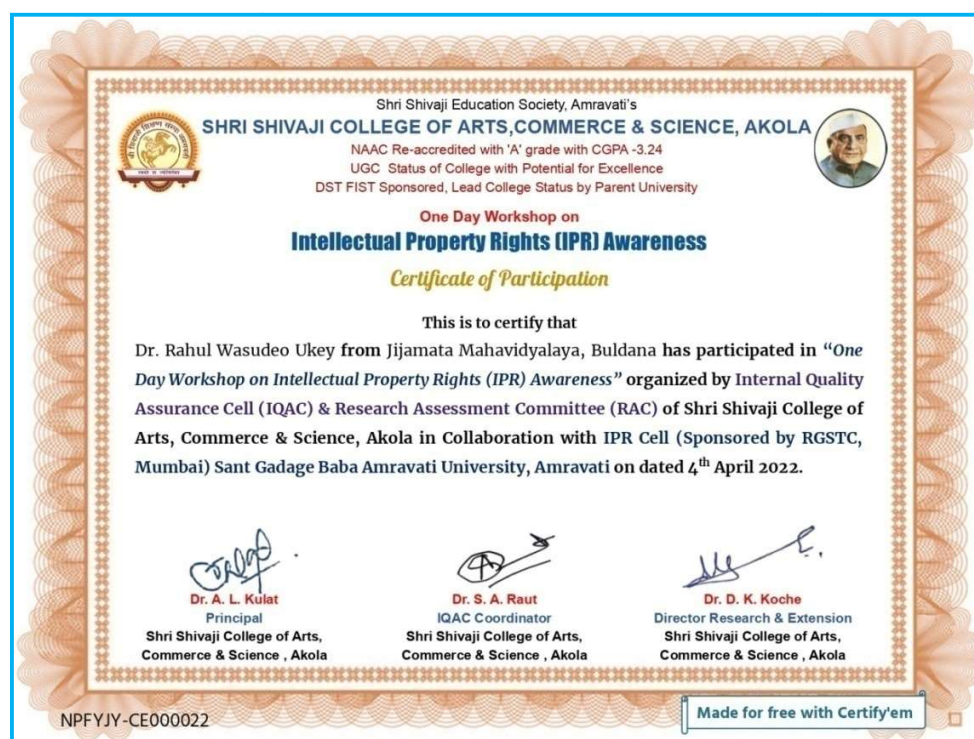 Shri Shivaji Education Society, Amravati's
SHRI SHIVAJI COLLEGE OF ARTS,COMMERCE & SCIENCE, AKOLA
NAAC Re-accredited with 'A' grade with CGPA -3.24
UGC Status of College with Potential for Excellence
DST FIST Sponsored, Lead College Status by Parent University
One Day Workshop on
Intellectual Property Rights (IPR) Awareness
Certificate of Participation
This is to certify that
Dr. Rahul Wasudeo Ukey from Jijamata Mahavidyalaya, Buldana has participated in “One
Day Workshop on Intellectual Property Rights (IPR) Awareness” organized by Internal Quality
Assurance Cell (IQAC) & Research Assessment Committee (RAC) of Shri Shivaji College of
Arts, Commerce & Science, Akola in Collaboration with IPR Cell (Sponsored by RGSTC,
Mumbai) Sant Gadage Baba Amravati University, Amravati on dated 4th April 2022.
Dr. A. L. Kulat
Principal
Shri Shivaji College of Arts,
Commerce & Science , Akola
Dr. S. A. Raut
IQAC Coordinator
Shri Shivaji College of Arts,
Commerce & Science , Akola
Dr. D. K. Koche
Director Research & Extension
Shri Shivaji College of Arts,
Commerce & Science , Akola
NPFYJY-CE000022
Made for free with Certify'em